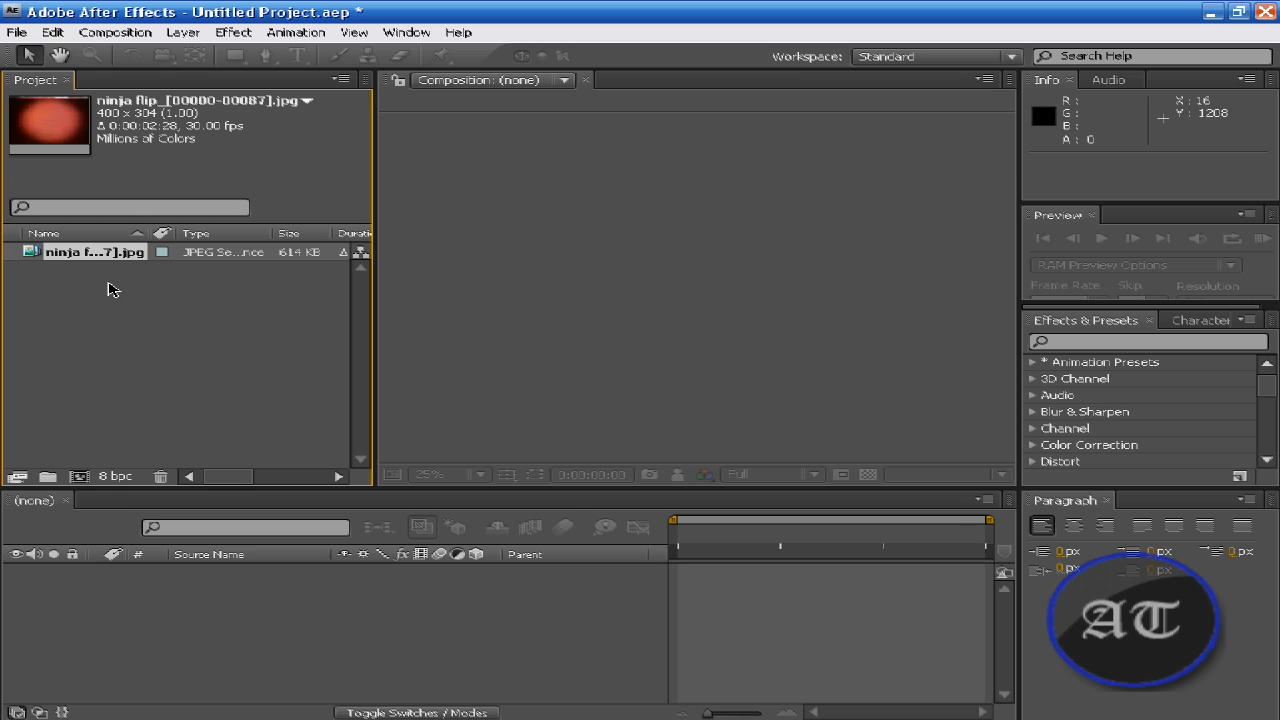 Adobe After Effects - Untitled Project.aep *
File Edit Composition Layer Effect Animation View Window Help
Workspace: Standard Search Help
Project Composition: (none) Info Audio
ninja flip_[00000-00087].jpg
400 x 304 (1.00)
Δ 0:00:02:28, 30.00 fps
Millions of Colors
R :
G :
B :
A : 0
X : 16
Y : 1208
Preview
RAM Preview Options
Frame Rate Skip Resolution
Name Type Size Durati
ninja f...7].jpg JPEG Se...nce 614 KB Δ
Effects & Presets Character
* Animation Presets
3D Channel
Audio
Blur & Sharpen
Channel
Color Correction
Distort
8 bpc
25% 0:00:00:00 Full
(none) Paragraph
# Source Name Parent
0 px 0 px 0 px
0 px 0 px
AT
Toggle Switches / Modes